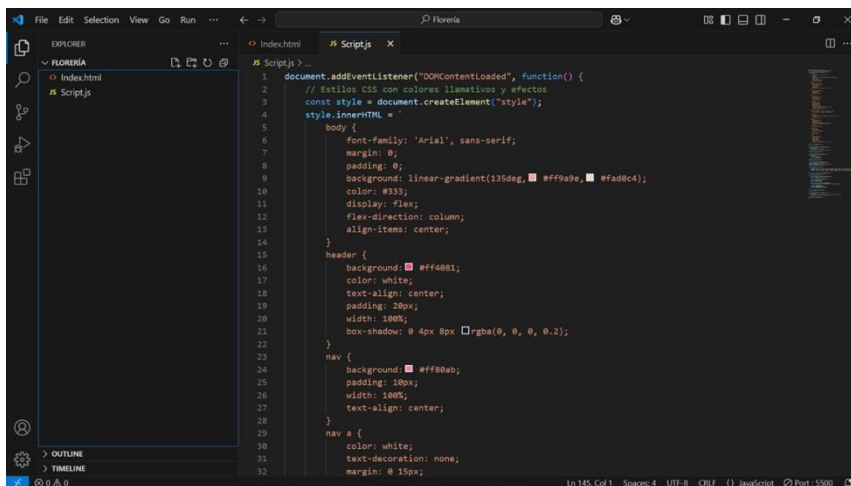 File Edit Selection View Go Run ... Florería
EXPLORER ...
FLORERÍA
Index.html
JS Script.js
OUTLINE
TIMELINE
Index.html JS Script.js ×
JS Script.js > ...
1 document.addEventListener("DOMContentLoaded", function() {
2 // Estilos CSS con colores llamativos y efectos
3 const style = document.createElement("style");
4 style.innerHTML = `
5 body {
6 font-family: 'Arial', sans-serif;
7 margin: 0;
8 padding: 0;
9 background: linear-gradient(135deg, #ff9a9e, #fad0c4);
10 color: #333;
11 display: flex;
12 flex-direction: column;
13 align-items: center;
14 }
15 header {
16 background: #ff4081;
17 color: white;
18 text-align: center;
19 padding: 20px;
20 width: 100%;
21 box-shadow: 0 4px 8px rgba(0, 0, 0, 0.2);
22 }
23 nav {
24 background: #ff80ab;
25 padding: 10px;
26 width: 100%;
27 text-align: center;
28 }
29 nav a {
30 color: white;
31 text-decoration: none;
32 margin: 0 15px;
0 0 Ln 145, Col 1 Spaces: 4 UTF-8 CRLF {} JavaScript Port : 5500